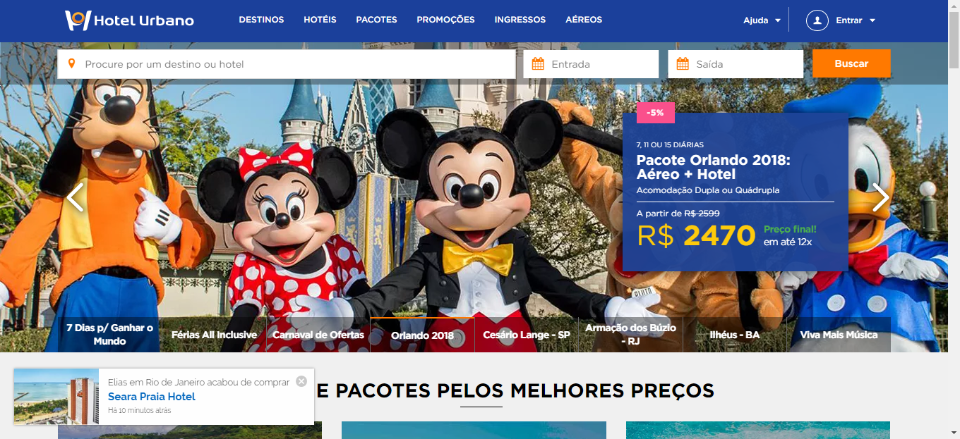 Hotel Urbano
DESTINOS HOTÉIS PACOTES PROMOÇÕES INGRESSOS AÉREOS
Ajuda
Entrar
Procure por um destino ou hotel
Entrada
Saída
Buscar
-5%
7, 11 OU 15 DIÁRIAS
Pacote Orlando 2018:
Aéreo + Hotel
Acomodação Dupla ou Quádrupla
A partir de R$ 2599
R$ 2470
Preço final!
em até 12x
7 Dias p/ Ganhar o
Mundo
Férias All Inclusive
Carnaval de Ofertas
Orlando 2018
Cesário Lange - SP
Armação dos Búzio
- RJ
Ilhéus - BA
Viva Mais Música
E PACOTES PELOS MELHORES PREÇOS
Elias em Rio de Janeiro acabou de comprar
Seara Praia Hotel
Há 10 minutos atrás